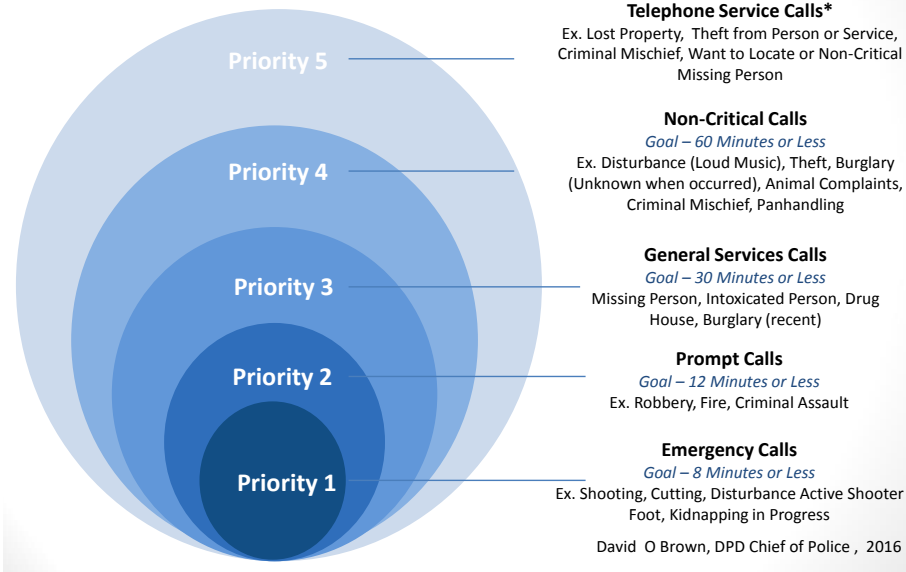 Priority 5
Telephone Service Calls*
Ex. Lost Property, Theft from Person or Service,
Criminal Mischief, Want to Locate or Non-Critical
Missing Person
Priority 4
Non-Critical Calls
Goal – 60 Minutes or Less
Ex. Disturbance (Loud Music), Theft, Burglary
(Unknown when occurred), Animal Complaints,
Criminal Mischief, Panhandling
Priority 3
General Services Calls
Goal – 30 Minutes or Less
Missing Person, Intoxicated Person, Drug
House, Burglary (recent)
Priority 2
Prompt Calls
Goal – 12 Minutes or Less
Ex. Robbery, Fire, Criminal Assault
Priority 1
Emergency Calls
Goal – 8 Minutes or Less
Ex. Shooting, Cutting, Disturbance Active Shooter
Foot, Kidnapping in Progress
David O Brown, DPD Chief of Police , 2016